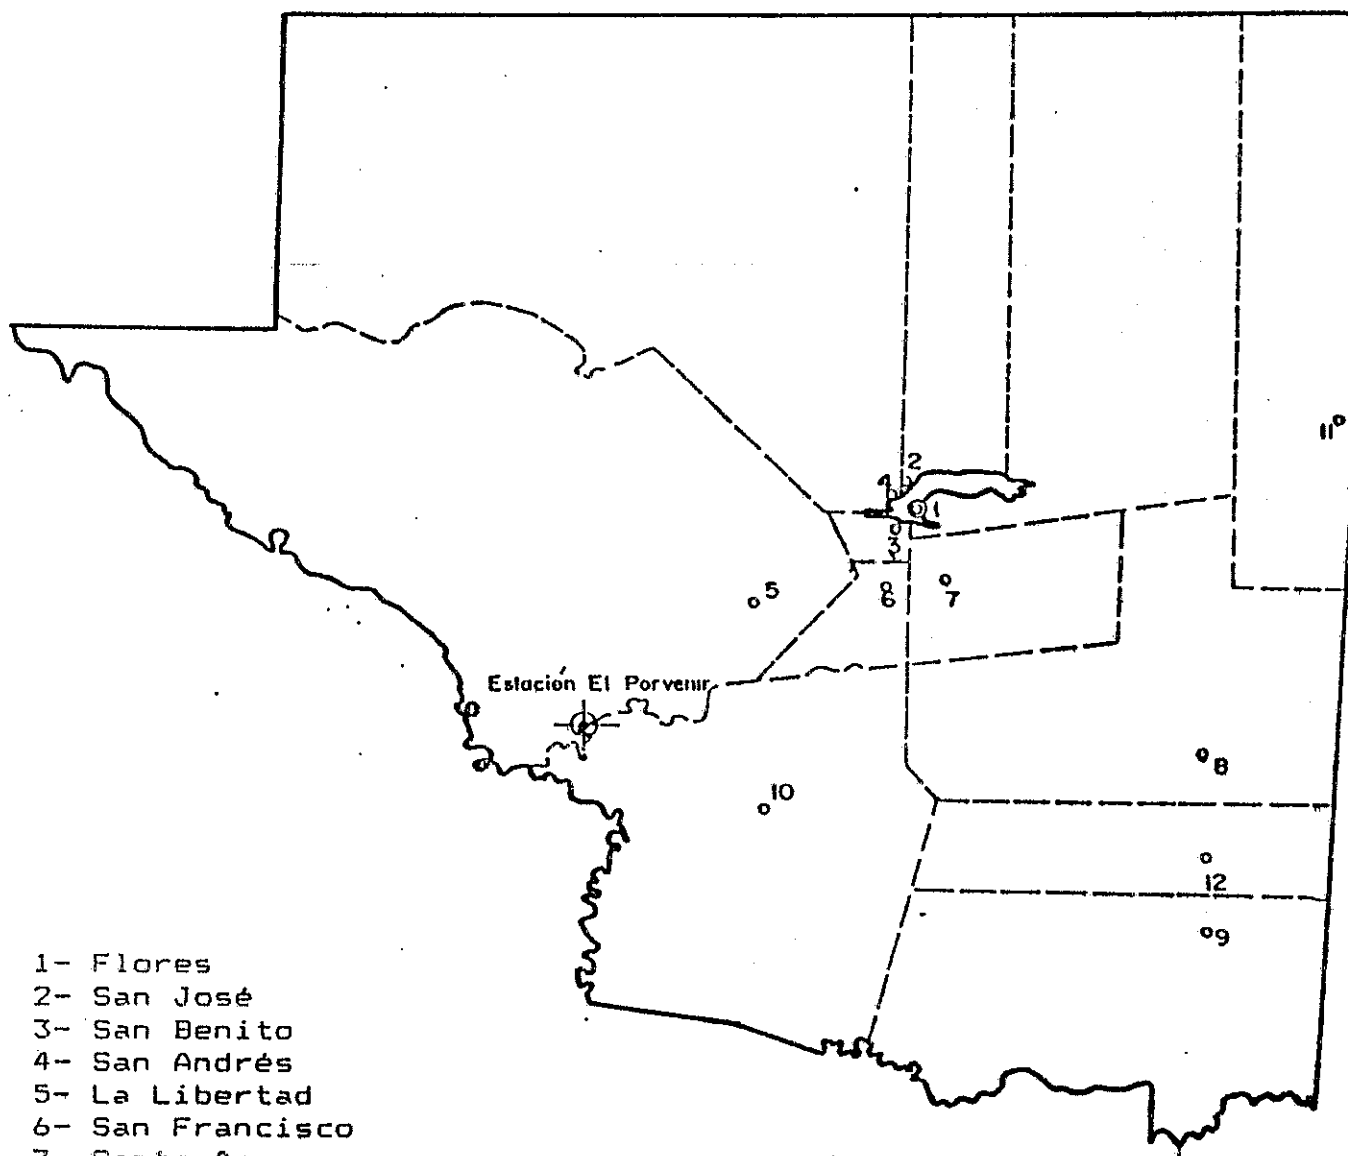 2
11
1
3
5
6
7
Estación El Porvenir
8
10
12
9
1- Flores
2- San José
3- San Benito
4- San Andrés
5- La Libertad
6- San Francisco